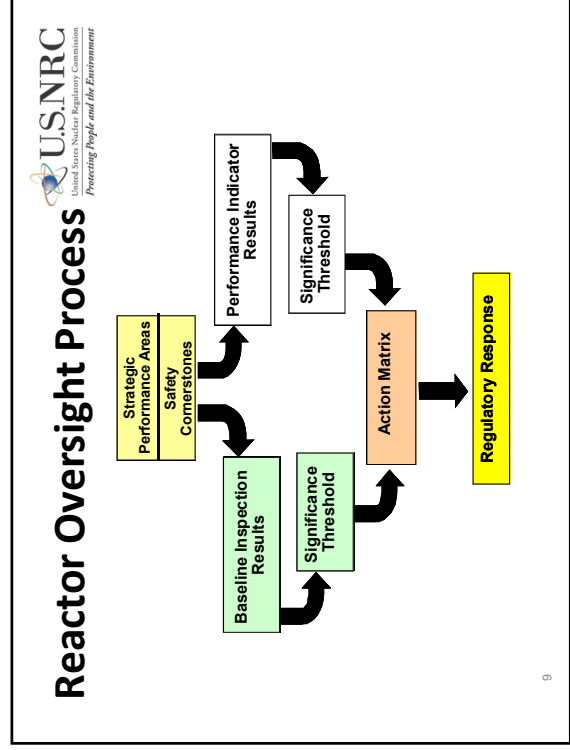 Reactor Oversight Process
U.S.NRC
United States Nuclear Regulatory Commission
Protecting People and the Environment
Strategic
Performance Areas
Safety
Cornerstones
Baseline Inspection
Results
Performance Indicator
Results
Significance
Threshold
Significance
Threshold
Action Matrix
Regulatory Response
9